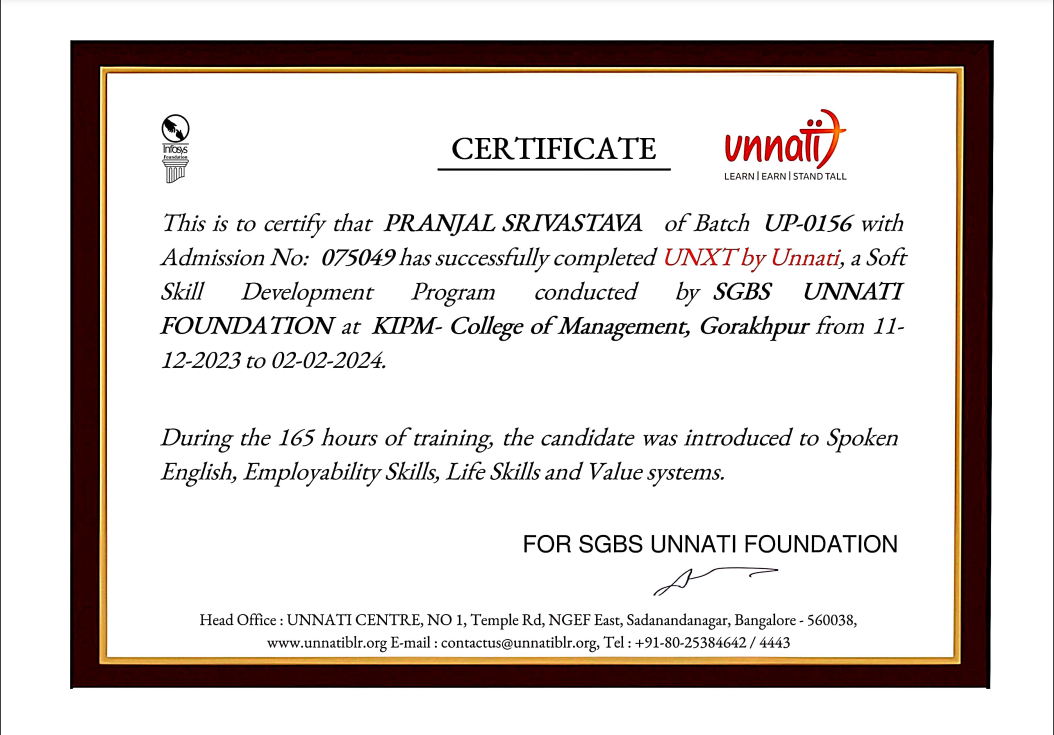 Infosys
Foundation
CERTIFICATE
unnati
LEARN | EARN | STAND TALL
This is to certify that PRANJAL SRIVASTAVA of Batch UP-0156 with
Admission No: 075049 has successfully completed UNXT by Unnati, a Soft
Skill Development Program conducted by SGBS UNNATI
FOUNDATION at KIPM- College of Management, Gorakhpur from 11-
12-2023 to 02-02-2024.
During the 165 hours of training, the candidate was introduced to Spoken
English, Employability Skills, Life Skills and Value systems.
FOR SGBS UNNATI FOUNDATION
Head Office : UNNATI CENTRE, NO 1, Temple Rd, NGEF East, Sadanandanagar, Bangalore - 560038,
www.unnatiblr.org E-mail : contactus@unnatiblr.org, Tel : +91-80-25384642 / 4443